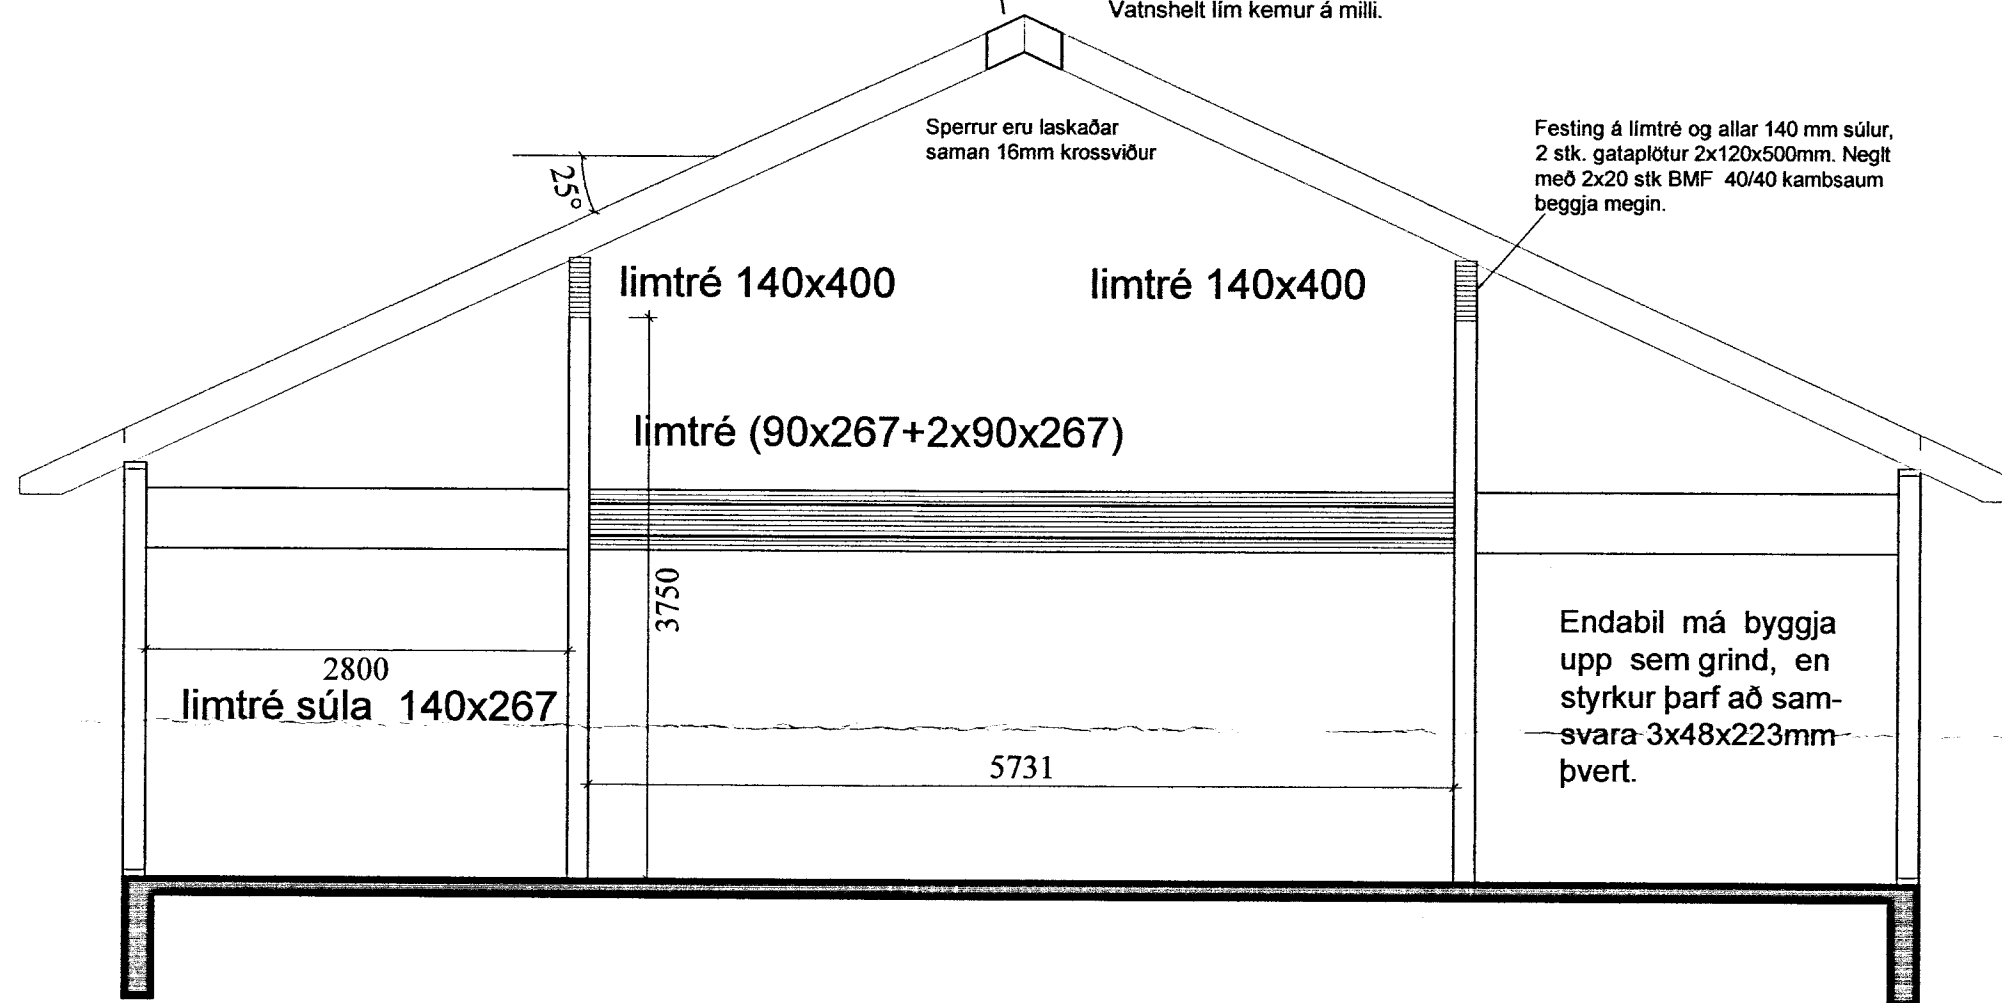 Vatnshelt lím kemur á milli.
Sperrur eru laskaðar
saman 16mm krossviður
Festing á límtré og allar 140 mm súlur,
2 stk. gataplötur 2x120x500mm. Neglt
með 2x20 stk BMF 40/40 kambsaum
beggja megin.
25°
limtré 140x400
limtré 140x400
limtré (90x267+2x90x267)
3750
2800
limtré súla 140x267
5731
Endabil má byggja
upp sem grind, en
styrkur þarf að sam-
svara 3x48x223mm
þvert.